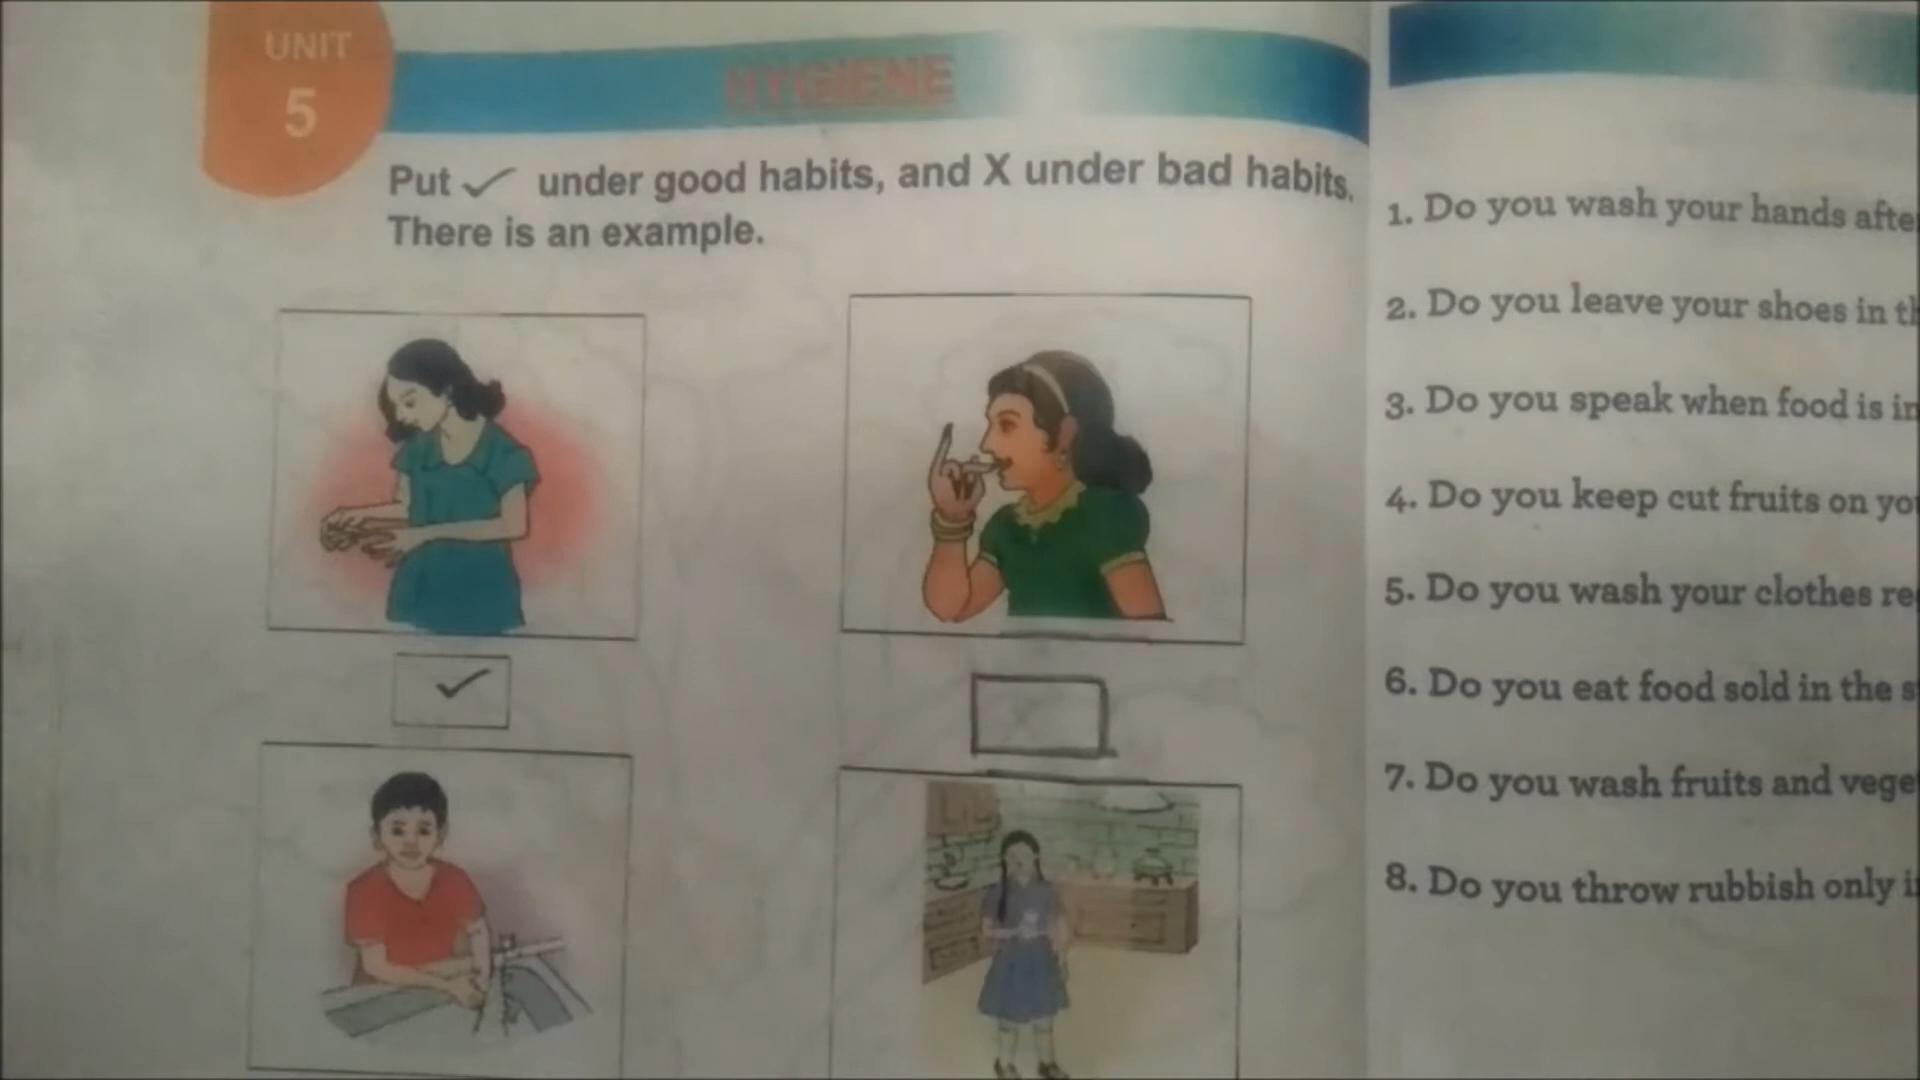 UNIT
5
HYGIENE
Put ✓ under good habits, and X under bad habits.
There is an example.
✓
1. Do you wash your hands afte
2. Do you leave your shoes in th
3. Do you speak when food is in
4. Do you keep cut fruits on yo
5. Do you wash your clothes re
6. Do you eat food sold in the s
7. Do you wash fruits and vege
8. Do you throw rubbish only i